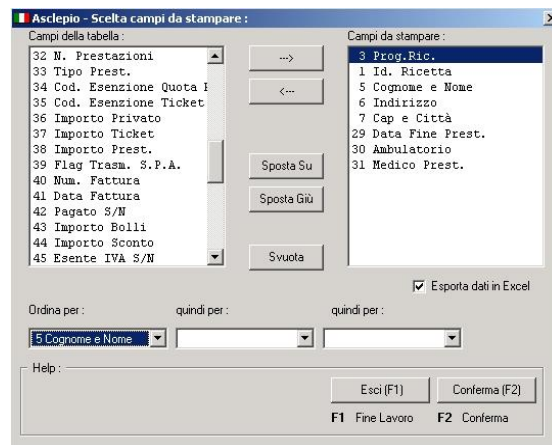 Asclepio - Scelta campi da stampare :
Campi della tabella :
32 N. Prestazioni
33 Tipo Prest.
34 Cod. Esenzione Quota
35 Cod. Esenzione Ticket
36 Importo Privato
37 Importo Ticket
38 Importo Prest.
39 Flag Trasm. S.P.A.
40 Num. Fattura
41 Data Fattura
42 Pagato S/N
43 Importo Bolli
44 Importo Sconto
45 Esente IVA S/N
--->
<---
Sposta Su
Sposta Giù
Svuota
Campi da stampare :
3 Prog.Ric.
1 Id. Ricetta
5 Cognome e Nome
6 Indirizzo
7 Cap e Città
29 Data Fine Prest.
30 Ambulatorio
31 Medico Prest.
Esporta dati in Excel
Ordina per :
quindi per :
quindi per :
5 Cognome e Nome
Help :
Esci (F1)
Conferma (F2)
F1 Fine Lavoro
F2 Conferma